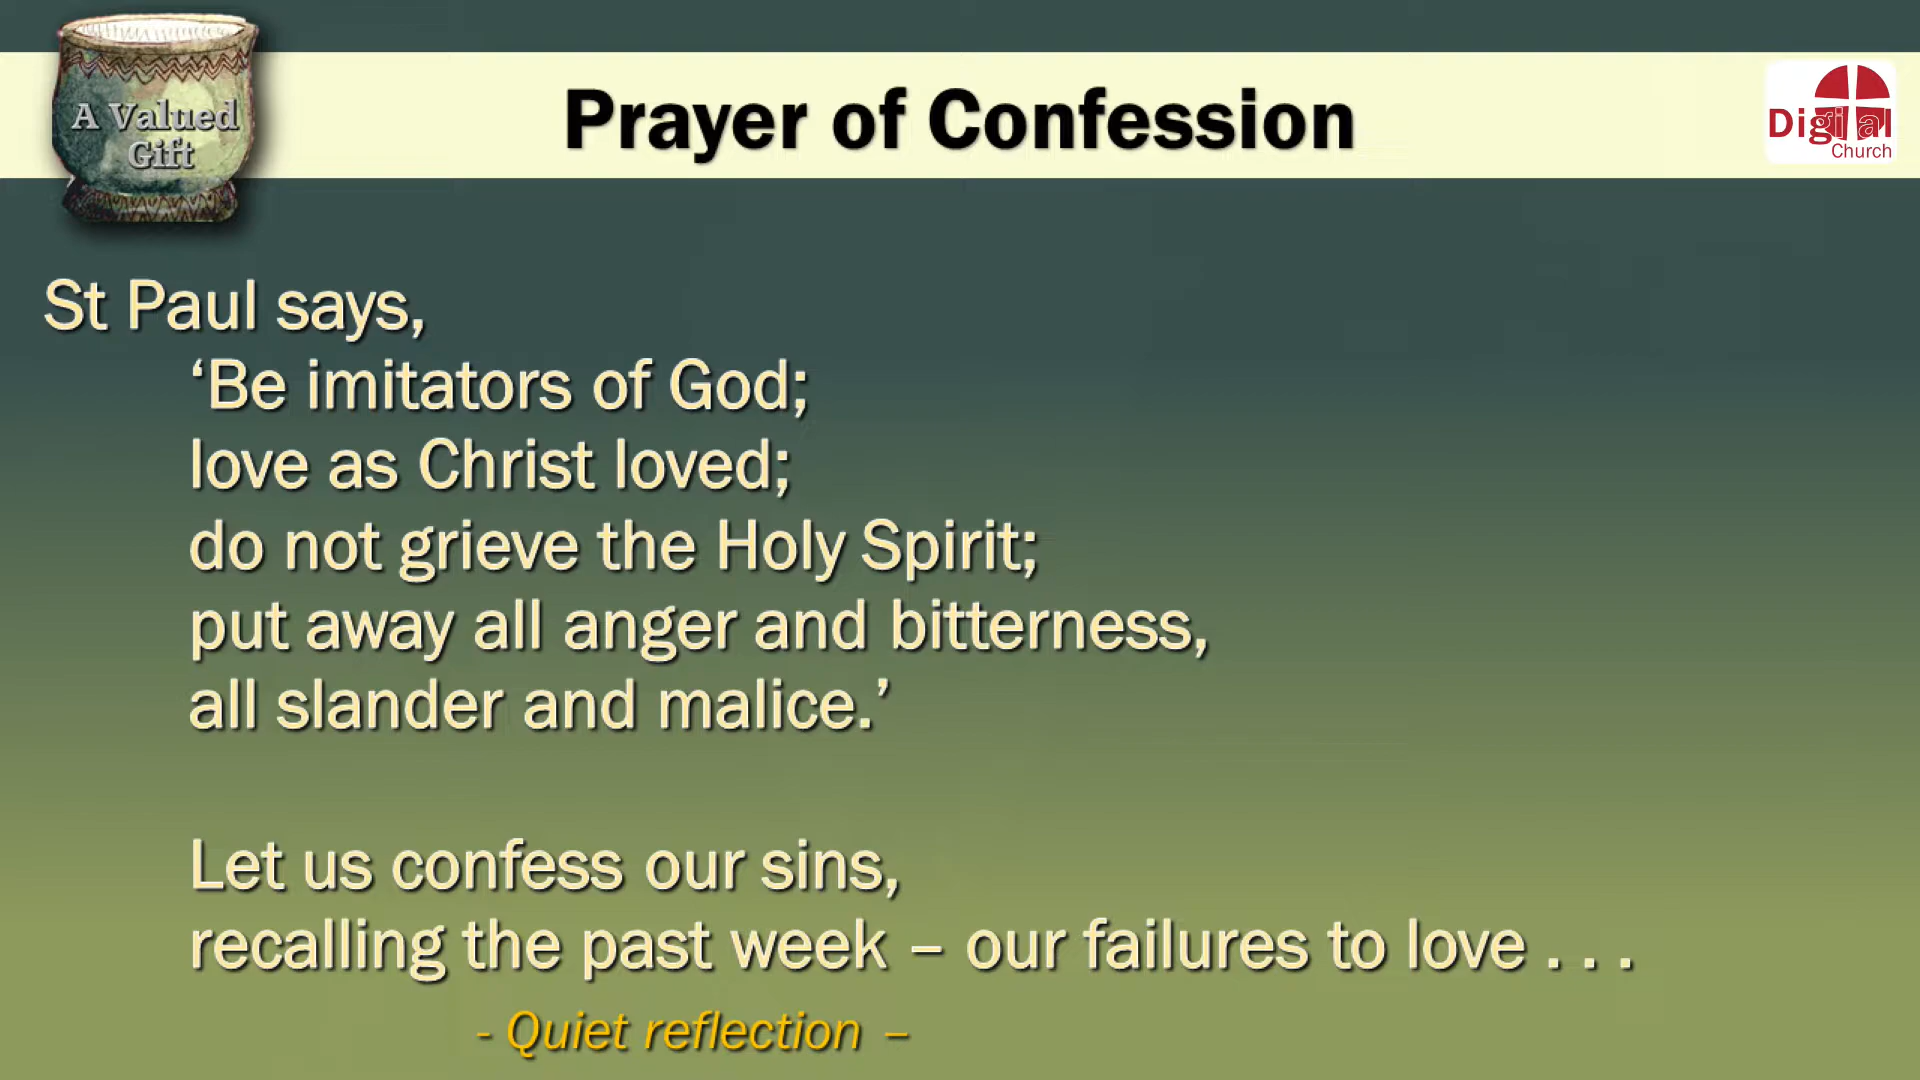 A Valued
Gift
Prayer of Confession
Digital
Church
St Paul says,
‘Be imitators of God;
love as Christ loved;
do not grieve the Holy Spirit;
put away all anger and bitterness,
all slander and malice.’
Let us confess our sins,
recalling the past week – our failures to love . . .
- Quiet reflection –